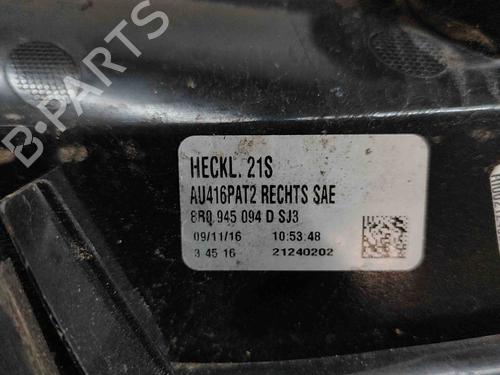 B-PARTS
HECKL. 21S
AU416PAT2 RECHTS SAE
8R0 945 094 D SJ3
09/11/16 10:53:48
3 45 16 21240202